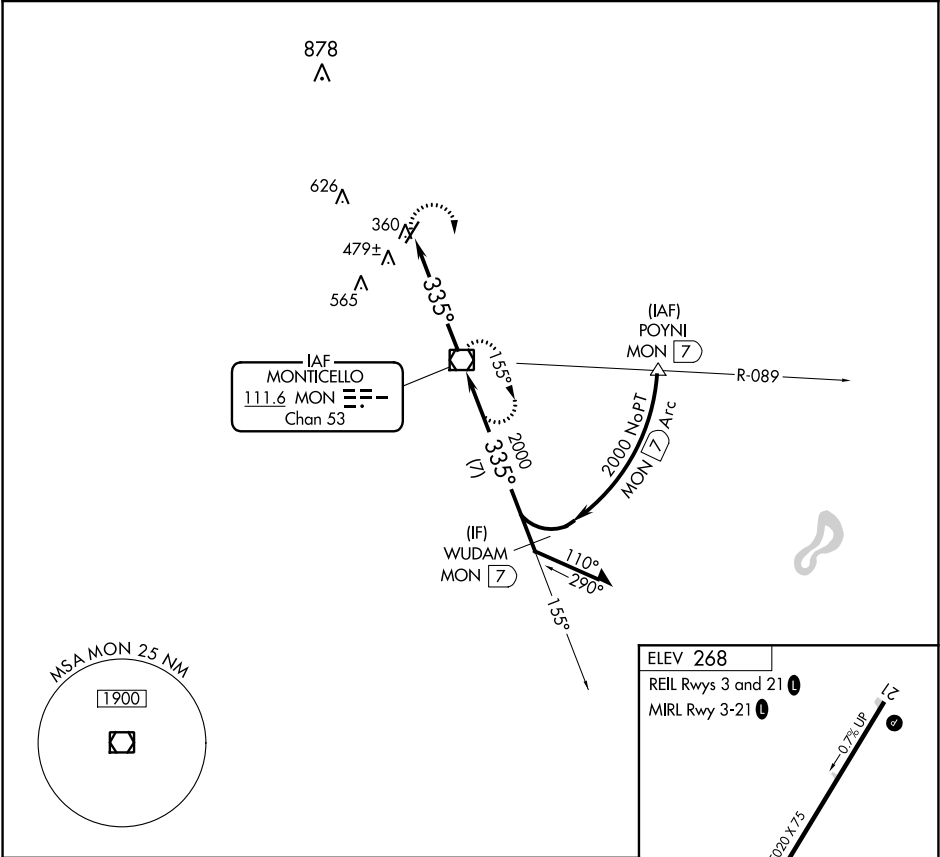 878
626
360
479±
565
335°
IAF
MONTICELLO
111.6 MON
Chan 53
155°
(IAF)
POYNI
MON 7
R-089
2000 NoPT
MON 7 Arc
2000
(7)
335°
(IF)
WUDAM
MON 7
110°
290°
155°
MSA MON 25 NM
1900
ELEV 268
REIL Rwys 3 and 21 L
MIRL Rwy 3-21 L
21
P
0.7% UP
020 X 75